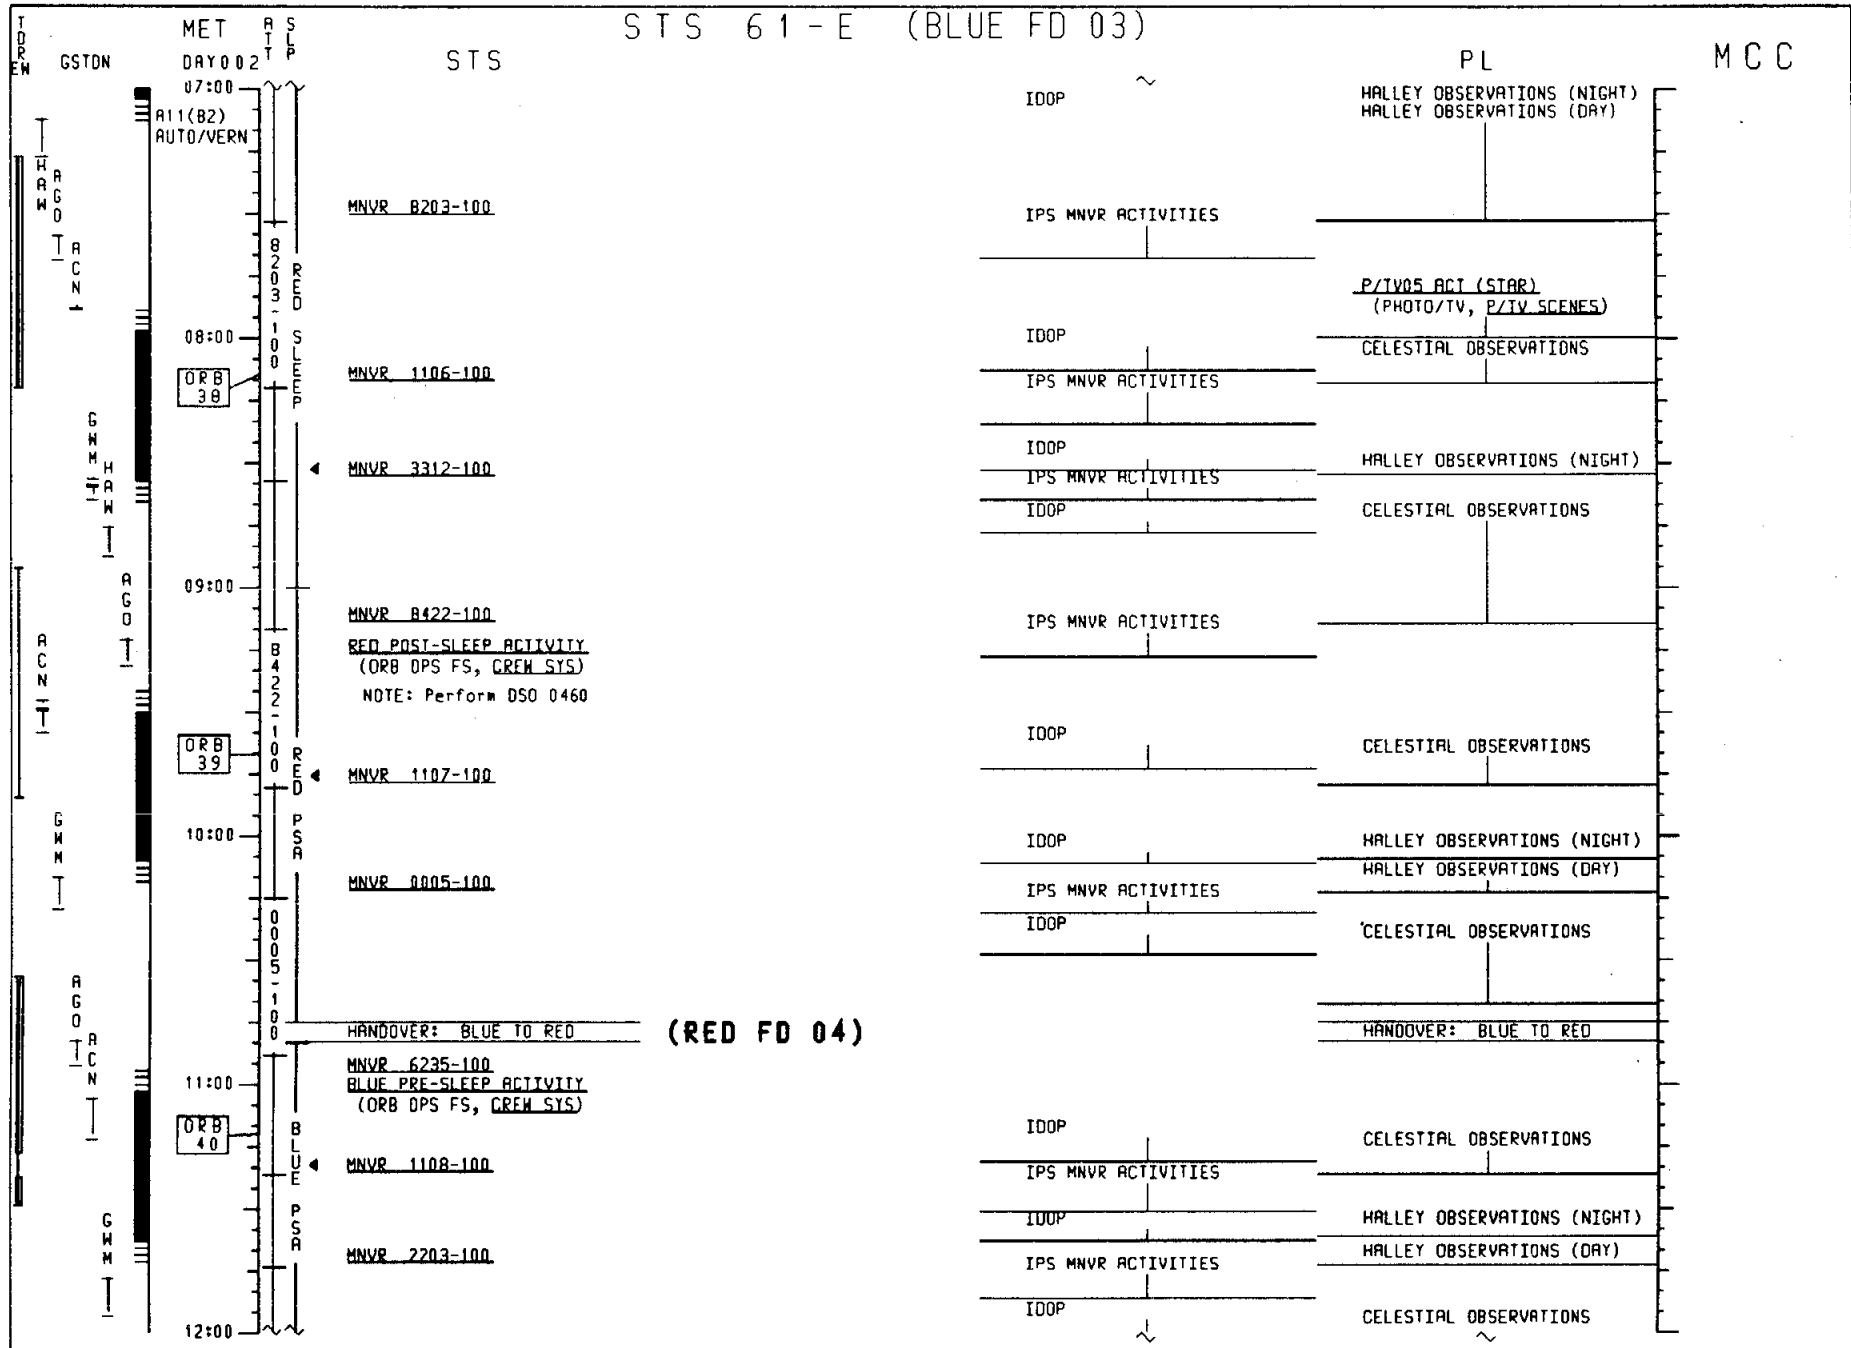 STS 61-E (BLUE FD 03)
TDRS
EW
GSTDN
MET
DAY002
ATT
SLP
STS
PL
MCC
07:00
A11(B2)
AUTO/VERN
IDOP
HALLEY OBSERVATIONS (NIGHT)
HALLEY OBSERVATIONS (DAY)
HAW
AGO
ACN
MNVR B203-100
IPS MNVR ACTIVITIES
B203-100
RED SLEEP
P/TV05 ACT (STAR)
(PHOTO/TV, P/TV SCENES)
08:00
IDOP
CELESTIAL OBSERVATIONS
ORB
38
MNVR 1106-100
IPS MNVR ACTIVITIES
GWM
HAW
IDOP
MNVR 3312-100
HALLEY OBSERVATIONS (NIGHT)
IPS MNVR ACTIVITIES
IDOP
CELESTIAL OBSERVATIONS
AGO
09:00
MNVR B422-100
IPS MNVR ACTIVITIES
ACN
B422-100
RED POST-SLEEP ACTIVITY
(ORB OPS FS, CREW SYS)
NOTE: Perform DSO 0460
ORB
39
RED PSA
IDOP
CELESTIAL OBSERVATIONS
MNVR 1107-100
GWM
10:00
IDOP
HALLEY OBSERVATIONS (NIGHT)
HALLEY OBSERVATIONS (DAY)
MNVR 0005-100
IPS MNVR ACTIVITIES
0005-100
IDOP
CELESTIAL OBSERVATIONS
AGO
ACN
HANDOVER: BLUE TO RED
(RED FD 04)
HANDOVER: BLUE TO RED
MNVR 6235-100
11:00
BLUE PRE-SLEEP ACTIVITY
(ORB OPS FS, CREW SYS)
ORB
40
BLUE PSA
IDOP
CELESTIAL OBSERVATIONS
MNVR 1108-100
IPS MNVR ACTIVITIES
GWM
IDOP
HALLEY OBSERVATIONS (NIGHT)
MNVR 2203-100
HALLEY OBSERVATIONS (DAY)
IPS MNVR ACTIVITIES
IDOP
CELESTIAL OBSERVATIONS
12:00